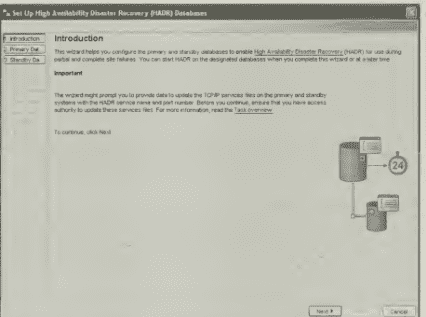 Set Up High Availability Disaster Recovery (HADR) Databases
1. Introduction
2. Primary Dat...
3. Standby Da...
Introduction
This wizard helps you configure the primary and standby databases to enable High Availability Disaster Recovery (HADR) for use during
partial and complete site failures. You can start HADR on the designated databases when you complete this wizard or at a later time.
Important
The wizard might prompt you to provide data to update the TCP/IP services files on the primary and standby
systems with the HADR service name and port number. Before you continue, ensure that you have access
authority to update these services files. For more information, read the Task overview.
To continue, click Next.
24
Next
Cancel